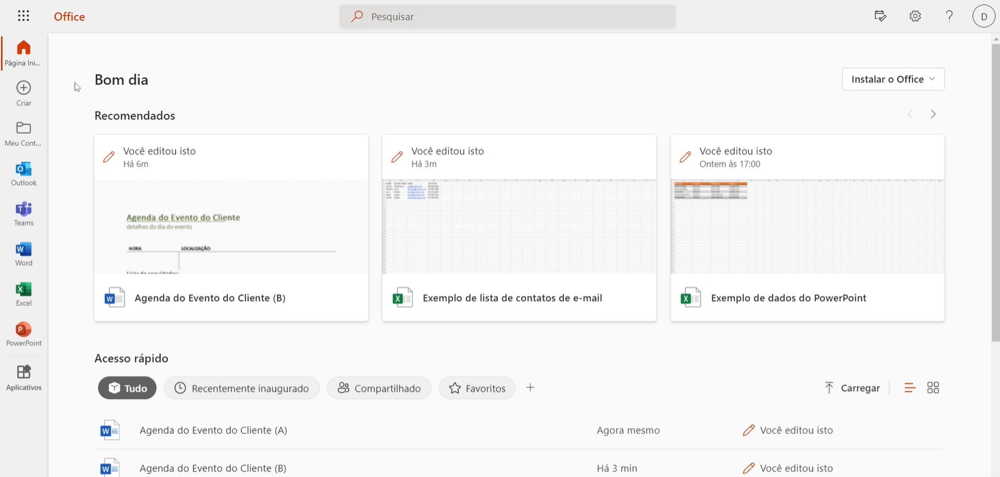 Office
Pesquisar
D
Página Ini...
Criar
Meu Cont...
Outlook
Teams
Word
Excel
PowerPoint
Aplicativos
Bom dia
Instalar o Office
Recomendados
Você editou isto
Há 6m
Agenda do Evento do Cliente
detalhes do dia do evento
HORA LOCALIZAÇÃO
Agenda do Evento do Cliente (B)
Você editou isto
Há 3m
Exemplo de lista de contatos de e-mail
Você editou isto
Ontem às 17:00
Exemplo de dados do PowerPoint
Acesso rápido
Tudo Recentemente inaugurado Compartilhado Favoritos
Carregar
Agenda do Evento do Cliente (A) Agora mesmo Você editou isto
Agenda do Evento do Cliente (B) Há 3 min Você editou isto